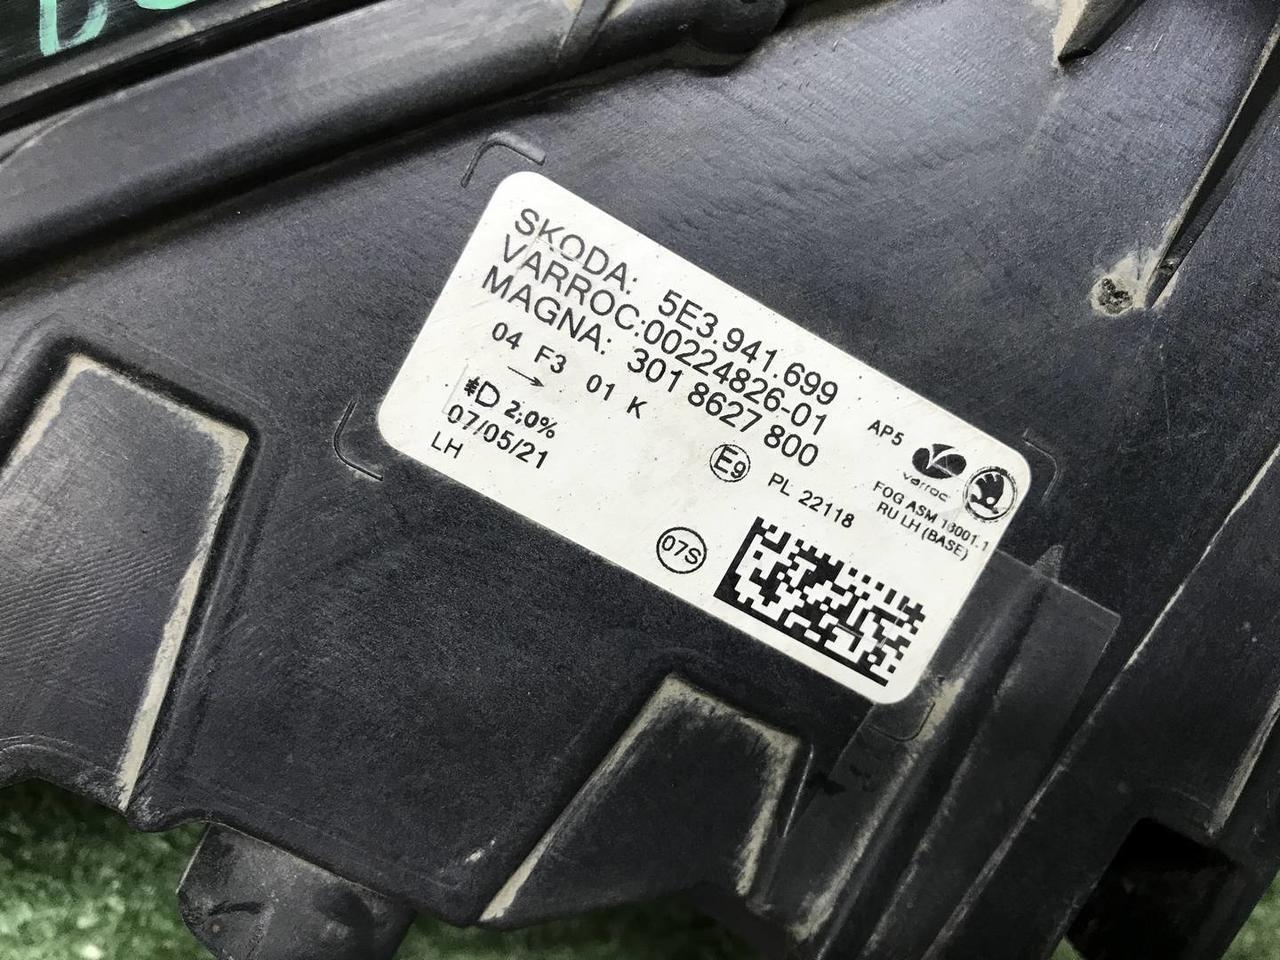 SKODA: 5E3.941.699
VARROC:00224826-01
MAGNA: 301 8627 800
04 F3 01 K
D 2,0%
07/05/21
LH
E9
PL 22118
AP5
varroc
FOG ASM 18001.1
RU LH (BASE)
07S